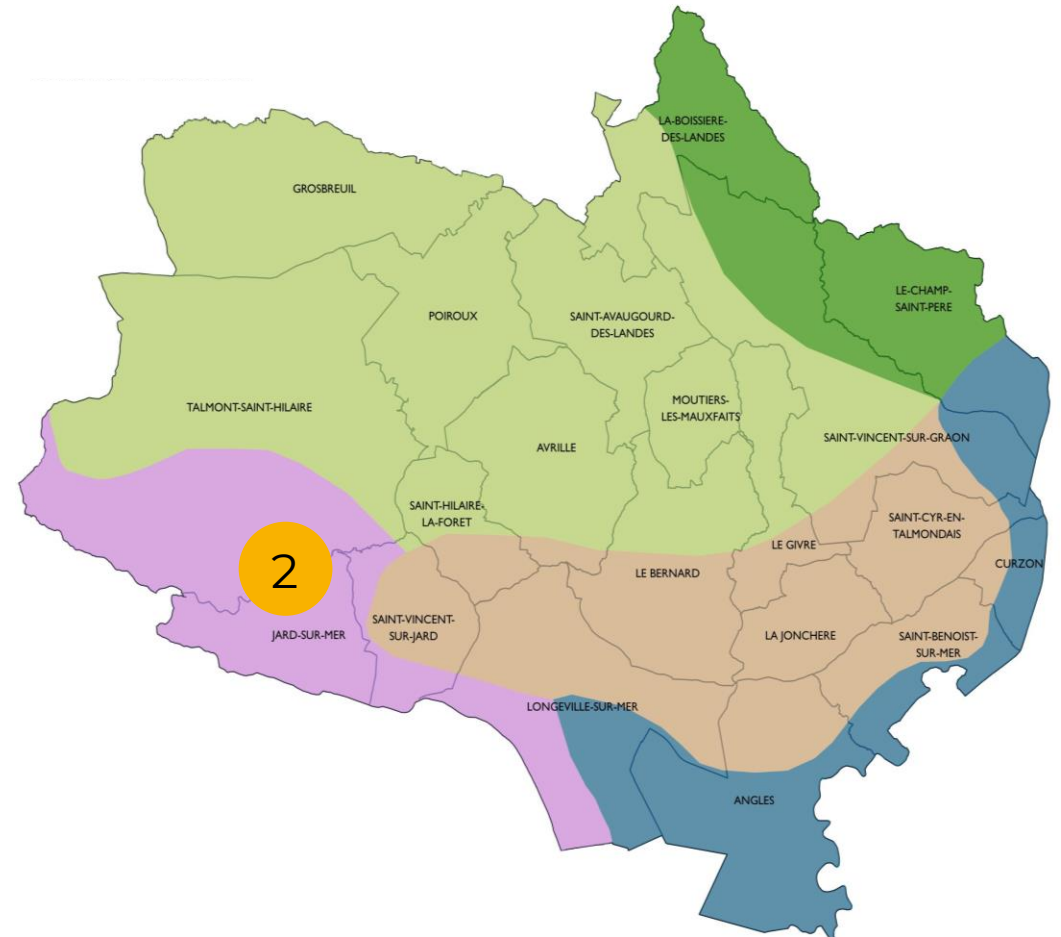 LA-BOISSIERE-
DES-LANDES
GROSBREUIL
LE-CHAMP-
SAINT-PERE
POIROUX
SAINT-AVAUGOURD-
DES-LANDES
TALMONT-SAINT-HILAIRE
MOUTIERS-
LES-MAUXFAITS
AVRILLE
SAINT-VINCENT-SUR-GRAON
SAINT-HILAIRE-
LA-FORET
SAINT-CYR-EN-
TALMONDAIS
LE GIVRE
CURZON
2
LE BERNARD
JARD-SUR-MER
SAINT-VINCENT-
SUR-JARD
LA JONCHERE
SAINT-BENOIST-
SUR-MER
LONGEVILLE-SUR-MER
ANGLES